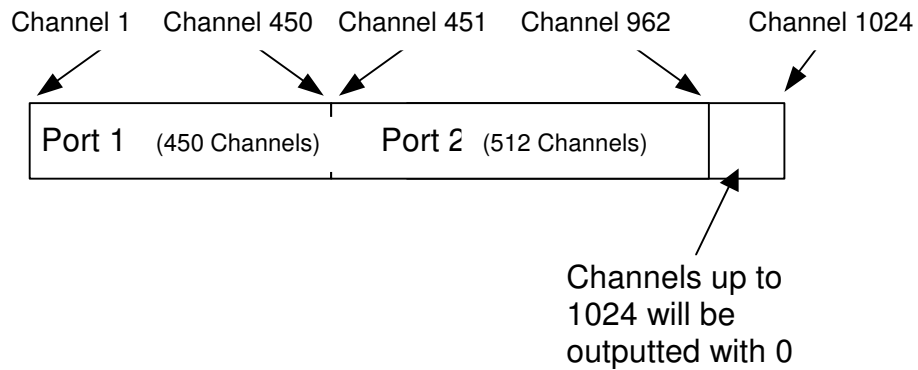 Channel 1 Channel 450 Channel 451 Channel 962 Channel 1024
Port 1 (450 Channels) Port 2 (512 Channels)
Channels up to
1024 will be
outputted with 0